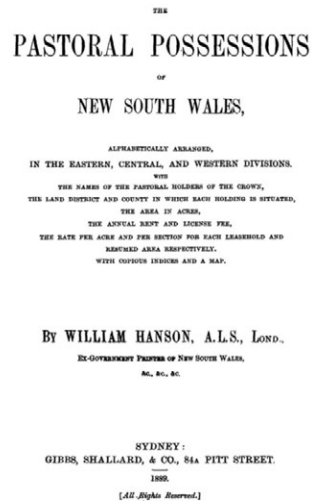 THE
PASTORAL POSSESSIONS
OF
NEW SOUTH WALES,
ALPHABETICALLY ARRANGED,
IN THE EASTERN, CENTRAL, AND WESTERN DIVISIONS.
WITH
THE NAMES OF THE PASTORAL HOLDERS OF THE CROWN,
THE LAND DISTRICT AND COUNTY IN WHICH EACH HOLDING IS SITUATED,
THE AREA IN ACRES,
THE ANNUAL RENT AND LICENSE FEE,
THE RATE PER ACRE AND PER SECTION FOR EACH LEASEHOLD AND
RESUMED AREA RESPECTIVELY.
WITH COPIOUS INDICES AND A MAP.
BY WILLIAM HANSON, A.L.S., LOND.,
EX-GOVERNMENT PRINTER OF NEW SOUTH WALES,
&C., &C., &C.
SYDNEY:
GIBBS, SHALLARD, & CO., 84A PITT STREET.
1889.
[All Rights Reserved.]